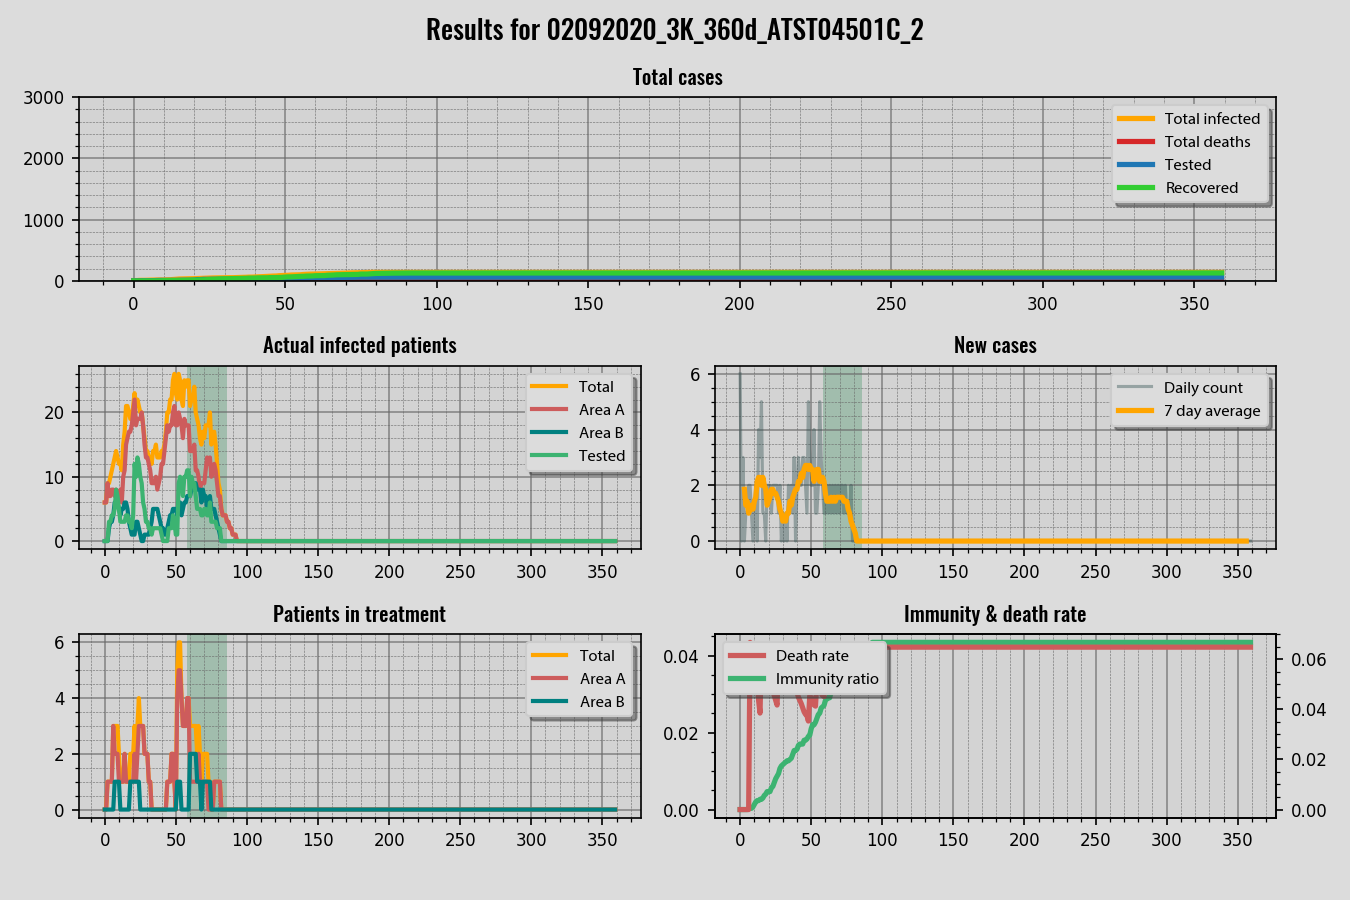 Results for 02092020_3K_360d_ATST04501C_2
Total cases
3000
2000
1000
0
Total infected
Total deaths
Tested
Recovered
0 50 100 150 200 250 300 350
Actual infected patients
20
10
0
Total
Area A
Area B
Tested
0 50 100 150 200 250 300 350
New cases
6
4
2
0
Daily count
7 day average
0 50 100 150 200 250 300 350
Patients in treatment
6
4
2
0
Total
Area A
Area B
0 50 100 150 200 250 300 350
Immunity & death rate
0.04
0.02
0.00
Death rate
Immunity ratio
0.06
0.04
0.02
0.00
0 50 100 150 200 250 300 350